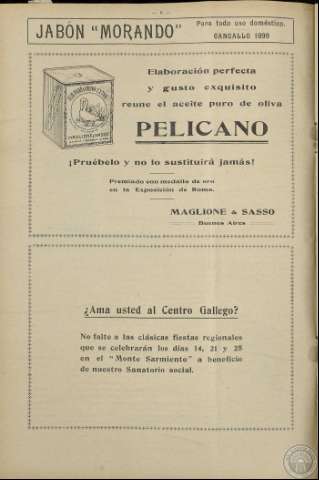 JABÓN "MORANDO"
Para todo uso doméstico.
CANGALLO 1999
Elaboración perfecta
y gusto exquisito
reune el aceite puro de oliva
PELICANO
¡Pruébelo y no lo sustituirá jamás!
Premiado con medalla de oro
en la Exposición de Roma.
MAGLIONE & SASSO
Buenos Aires
¿Ama usted al Centro Gallego?
No falte a las clásicas fiestas regionales
que se celebrarán los días 14, 21 y 28
en el "Monte Sarmiento" a beneficio
de nuestro Sanatorio social.